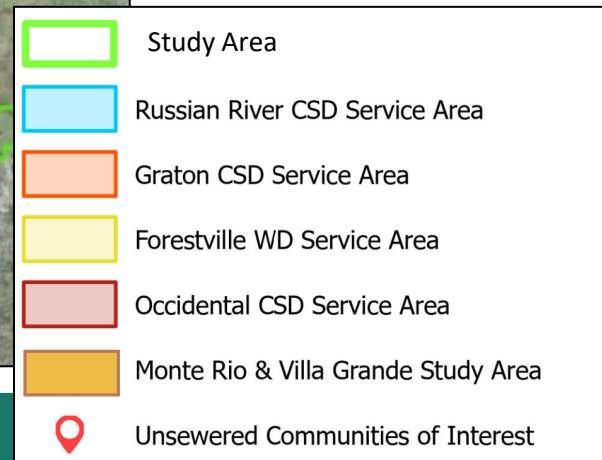 Study Area
Russian River CSD Service Area
Graton CSD Service Area
Forestville WD Service Area
Occidental CSD Service Area
Monte Rio & Villa Grande Study Area
Unsewered Communities of Interest